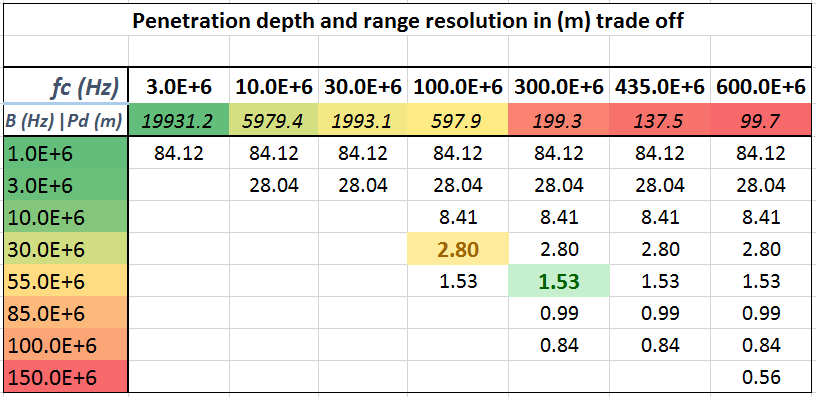 Penetration depth and range resolution in (m) trade off
fc (Hz) 3.0E+6 10.0E+6 30.0E+6 100.0E+6 300.0E+6 435.0E+6 600.0E+6
B (Hz) |Pd (m) 19931.2 5979.4 1993.1 597.9 199.3 137.5 99.7
1.0E+6 84.12 84.12 84.12 84.12 84.12 84.12 84.12
3.0E+6 28.04 28.04 28.04 28.04 28.04 28.04
10.0E+6 8.41 8.41 8.41 8.41
30.0E+6 2.80 2.80 2.80 2.80
55.0E+6 1.53 1.53 1.53 1.53
85.0E+6 0.99 0.99 0.99
100.0E+6 0.84 0.84 0.84
150.0E+6 0.56